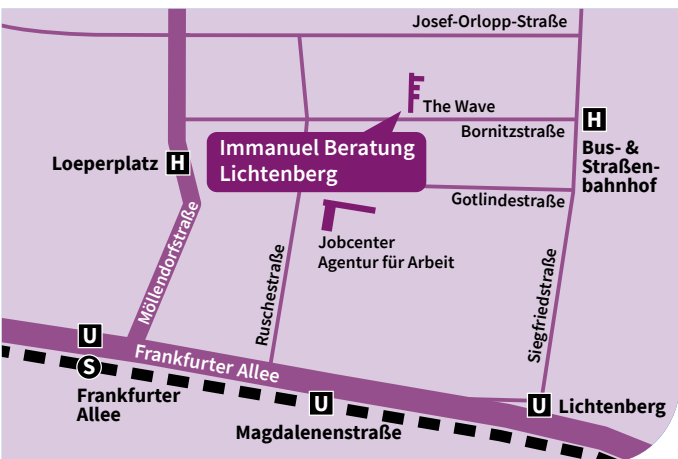 Josef-Orlopp-Straße
The Wave
H
Bornitzstraße
Immanuel Beratung
Lichtenberg
Bus- &
Straßen-
bahnhof
Loeperplatz H
Gotlindestraße
Jobcenter
Agentur für Arbeit
Möllendorfstraße
Ruschestraße
Siegfriedstraße
U
S
Frankfurter Allee
Frankfurter
Allee
U
Magdalenenstraße
U Lichtenberg